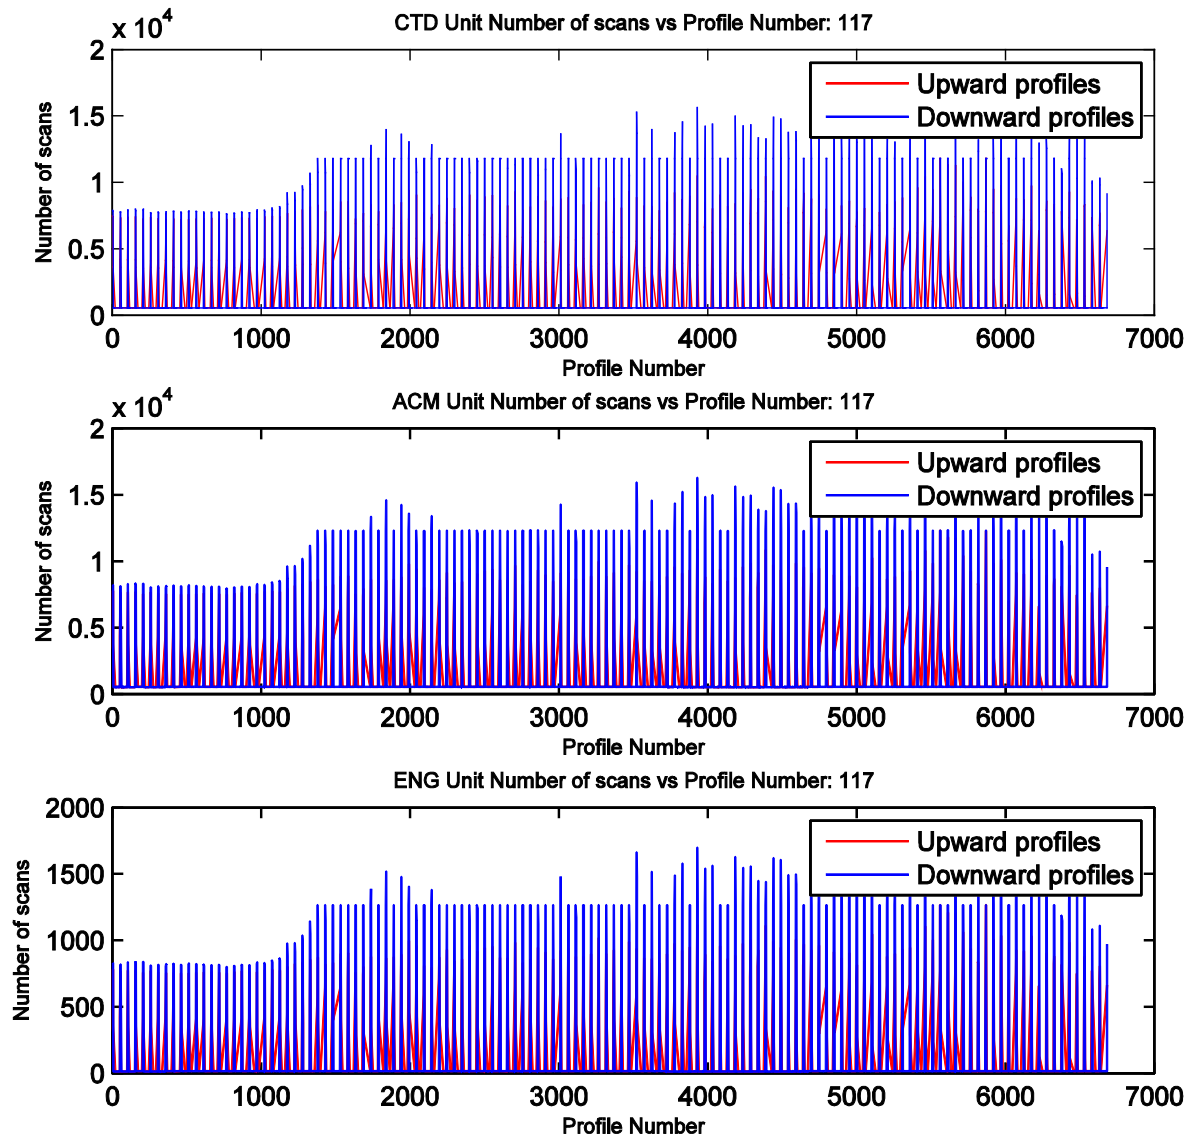 CTD Unit Number of scans vs Profile Number: 117
x 10^4
2
1.5
1
0.5
0
Number of scans
Upward profiles
Downward profiles
0 1000 2000 3000 4000 5000 6000 7000
Profile Number
ACM Unit Number of scans vs Profile Number: 117
x 10^4
2
1.5
1
0.5
0
Number of scans
Upward profiles
Downward profiles
0 1000 2000 3000 4000 5000 6000 7000
Profile Number
ENG Unit Number of scans vs Profile Number: 117
2000
1500
1000
500
0
Number of scans
Upward profiles
Downward profiles
0 1000 2000 3000 4000 5000 6000 7000
Profile Number